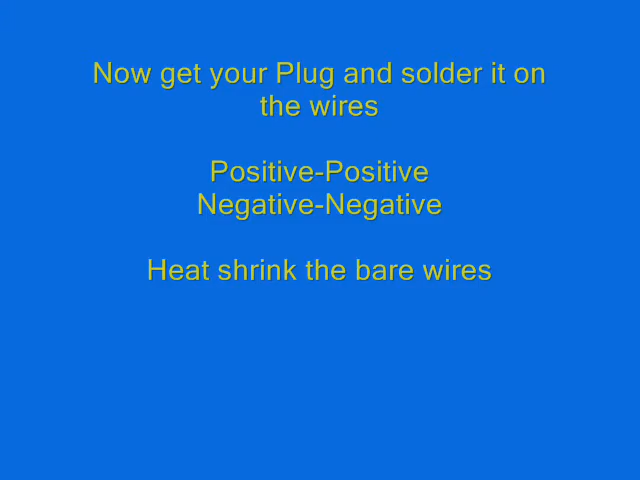 Now get your Plug and solder it on
the wires
Positive-Positive
Negative-Negative
Heat shrink the bare wires